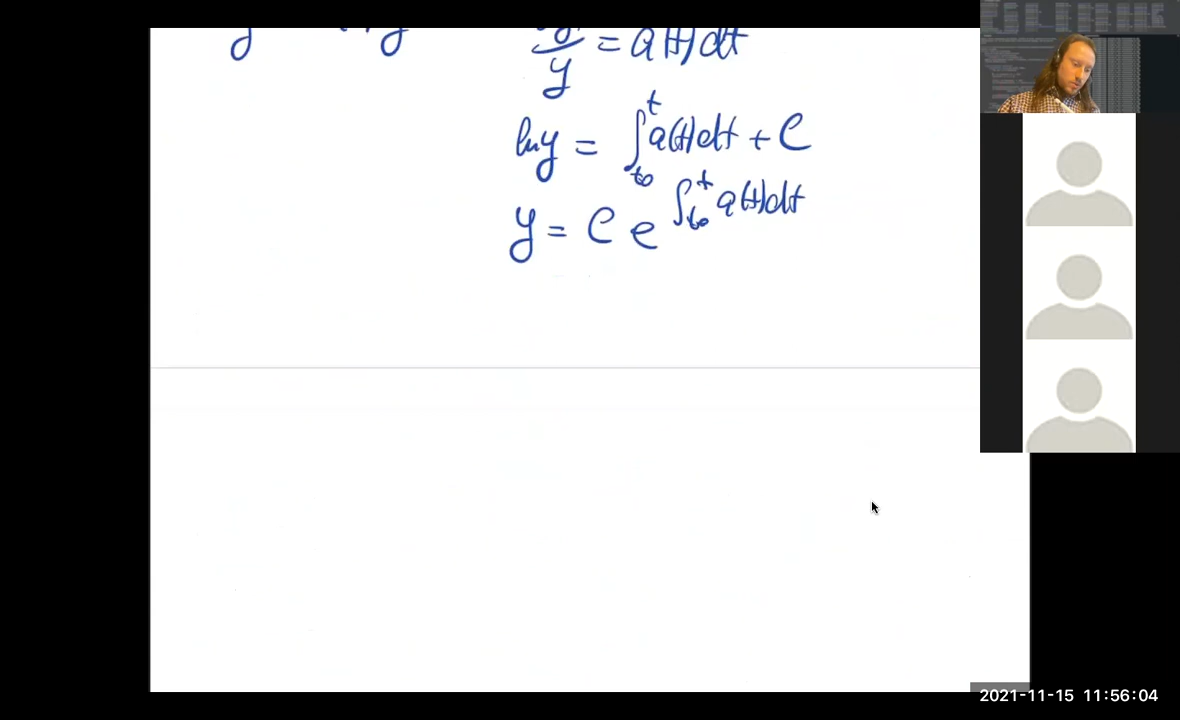 dy/y = a(t)dt
ln y = ∫_{t0}^{t} a(t)dt + C
y = C e^{∫_{t0}^{t} a(t)dt}
2021-11-15 11:56:04